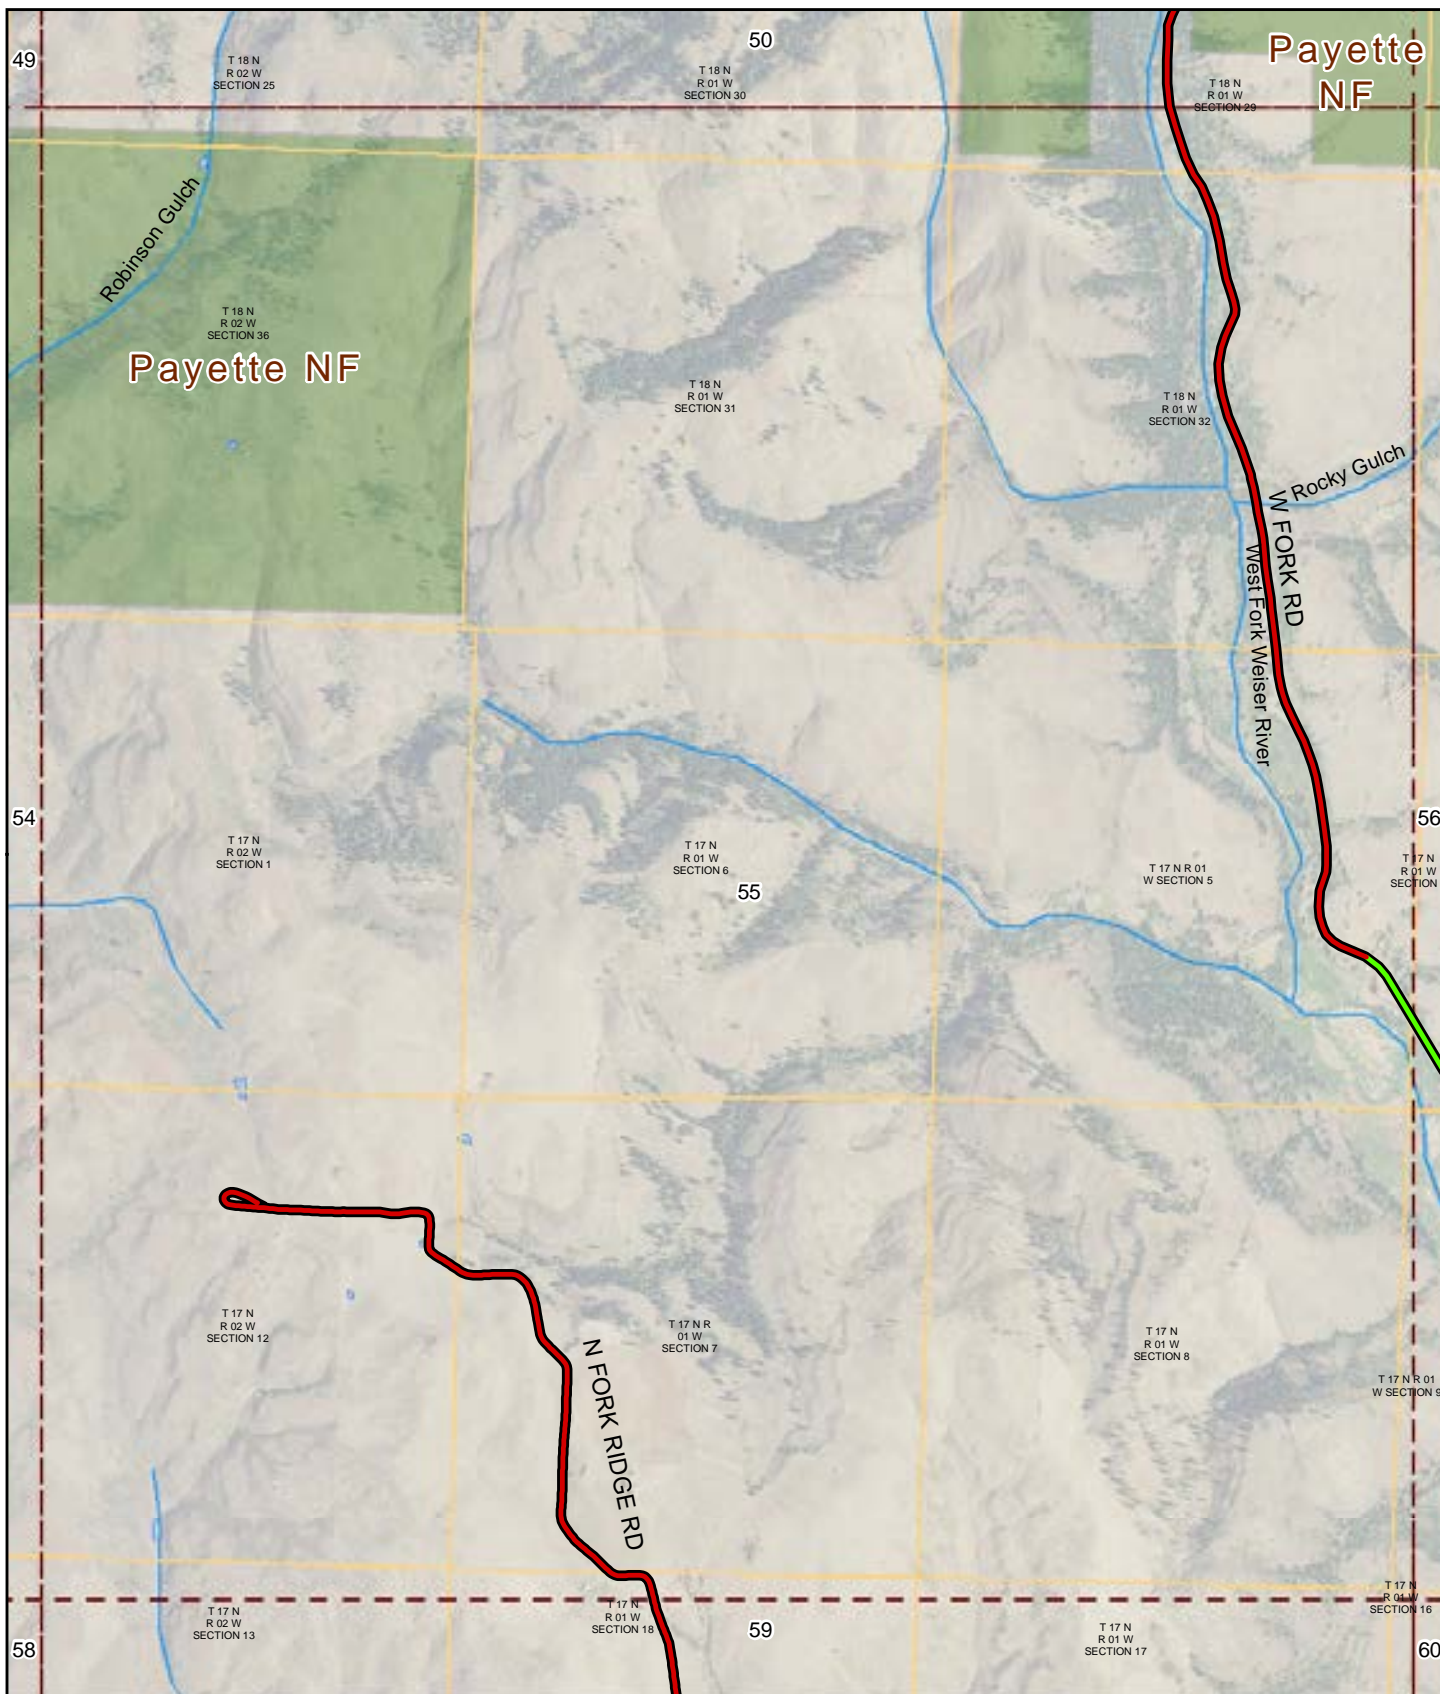 49
50
T 18 N
R 02 W
SECTION 25
T 18 N
R 01 W
SECTION 30
T 18 N
R 01 W
SECTION 29
Payette
NF
Robinson Gulch
T 18 N
R 02 W
SECTION 36
Payette NF
T 18 N
R 01 W
SECTION 31
T 18 N
R 01 W
SECTION 32
Rocky Gulch
W FORK RD
West Fork Weiser River
54
56
T 17 N
R 02 W
SECTION 1
T 17 N
R 01 W
SECTION 6
55
T 17 N R 01
W SECTION 5
T 17 N
R 01 W
SECTION
T 17 N
R 02 W
SECTION 12
N FORK RIDGE RD
T 17 N R
01 W
SECTION 7
T 17 N
R 01 W
SECTION 8
T 17 N R 01
W SECTION 9
T 17 N
R 02 W
SECTION 13
T 17 N
R 01 W
SECTION 18
T 17 N
R 01 W
SECTION 17
T 17 N
R 01 W
SECTION 16
58
59
60